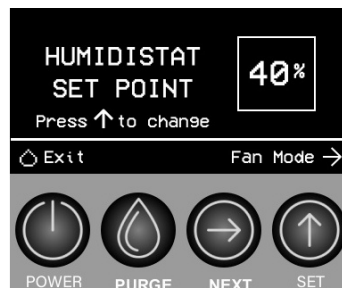 HUMIDISTAT
SET POINT
40%
Press ↑ to change
Exit
Fan Mode →
POWER
PURGE
NEXT
SET